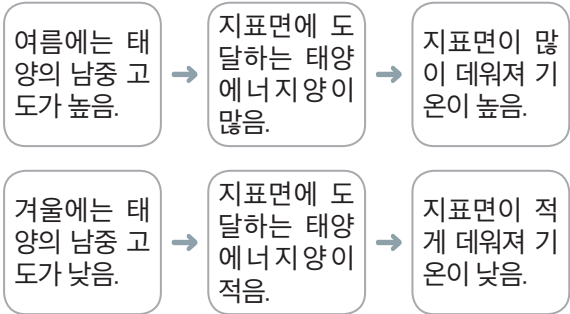 여름에는 태
양의 남중 고
도가 높음.
지표면에 도
달하는 태양
에너지양이
많음.
지표면이 많
이 데워져 기
온이 높음.
겨울에는 태
양의 남중 고
도가 낮음.
지표면에 도
달하는 태양
에너지양이
적음.
지표면이 적
게 데워져 기
온이 낮음.